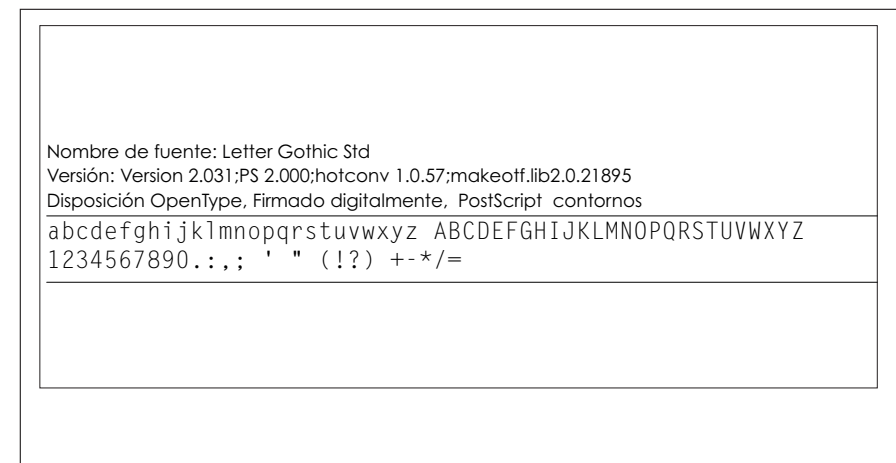 Nombre de fuente: Letter Gothic Std
Versión: Version 2.031;PS 2.000;hotconv 1.0.57;makeotf.lib2.0.21895
Disposición OpenType, Firmado digitalmente,  PostScript  contornos
abcdefghijklmnopqrstuvwxyz ABCDEFGHIJKLMNOPQRSTUVWXYZ
1234567890.:,; ' " (!?) +-*/=